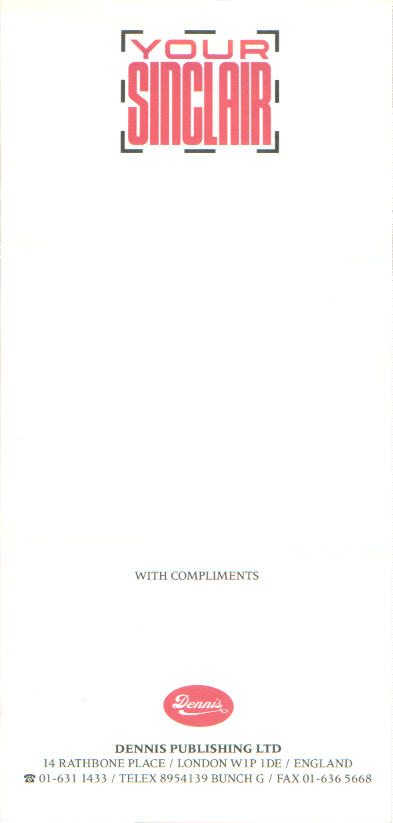 YOUR
SINCLAIR
WITH COMPLIMENTS
Dennis
DENNIS PUBLISHING LTD
14 RATHBONE PLACE / LONDON W1P 1DE / ENGLAND
☎ 01-631 1433 / TELEX 8954139 BUNCH G / FAX 01-636 5668